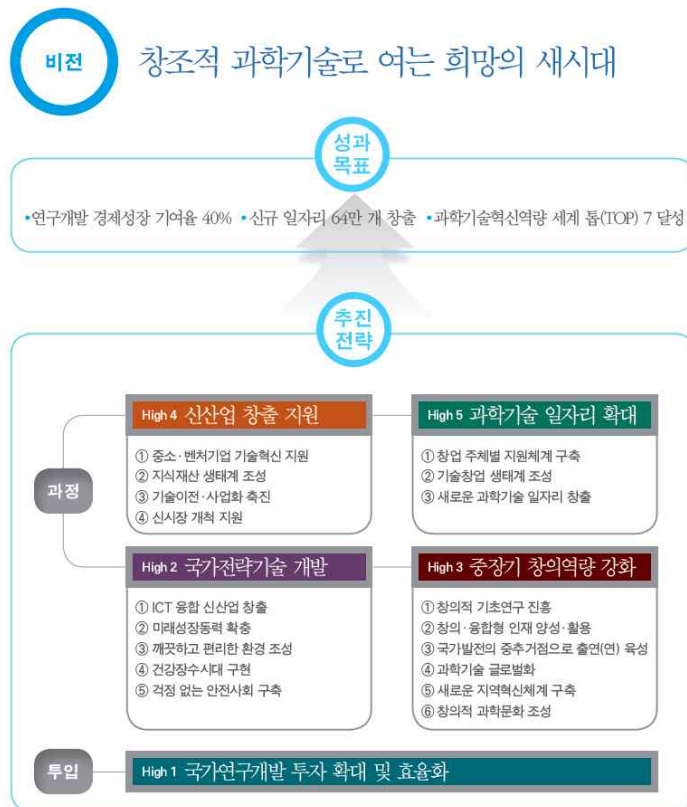 비전
창조적 과학기술로 여는 희망의 새시대
성과
목표
•연구개발 경제성장 기여율 40% •신규 일자리 64만 개 창출 •과학기술혁신역량 세계 톱(TOP) 7 달성
추진
전략
과정
High 4 신산업 창출 지원
① 중소·벤처기업 기술혁신 지원
② 지식재산 생태계 조성
③ 기술이전·사업화 촉진
④ 신시장 개척 지원
High 5 과학기술 일자리 확대
① 창업 주체별 지원체계 구축
② 기술창업 생태계 조성
③ 새로운 과학기술 일자리 창출
High 2 국가전략기술 개발
① ICT 융합 신산업 창출
② 미래성장동력 확충
③ 깨끗하고 편리한 환경 조성
④ 건강장수시대 구현
⑤ 걱정 없는 안전사회 구축
High 3 중장기 창의역량 강화
① 창의적 기초연구 진흥
② 창의·융합형 인재 양성·활용
③ 국가발전의 중추거점으로 출연(연) 육성
④ 과학기술 글로벌화
⑤ 새로운 지역혁신체계 구축
⑥ 창의적 과학문화 조성
투입
High 1 국가연구개발 투자 확대 및 효율화